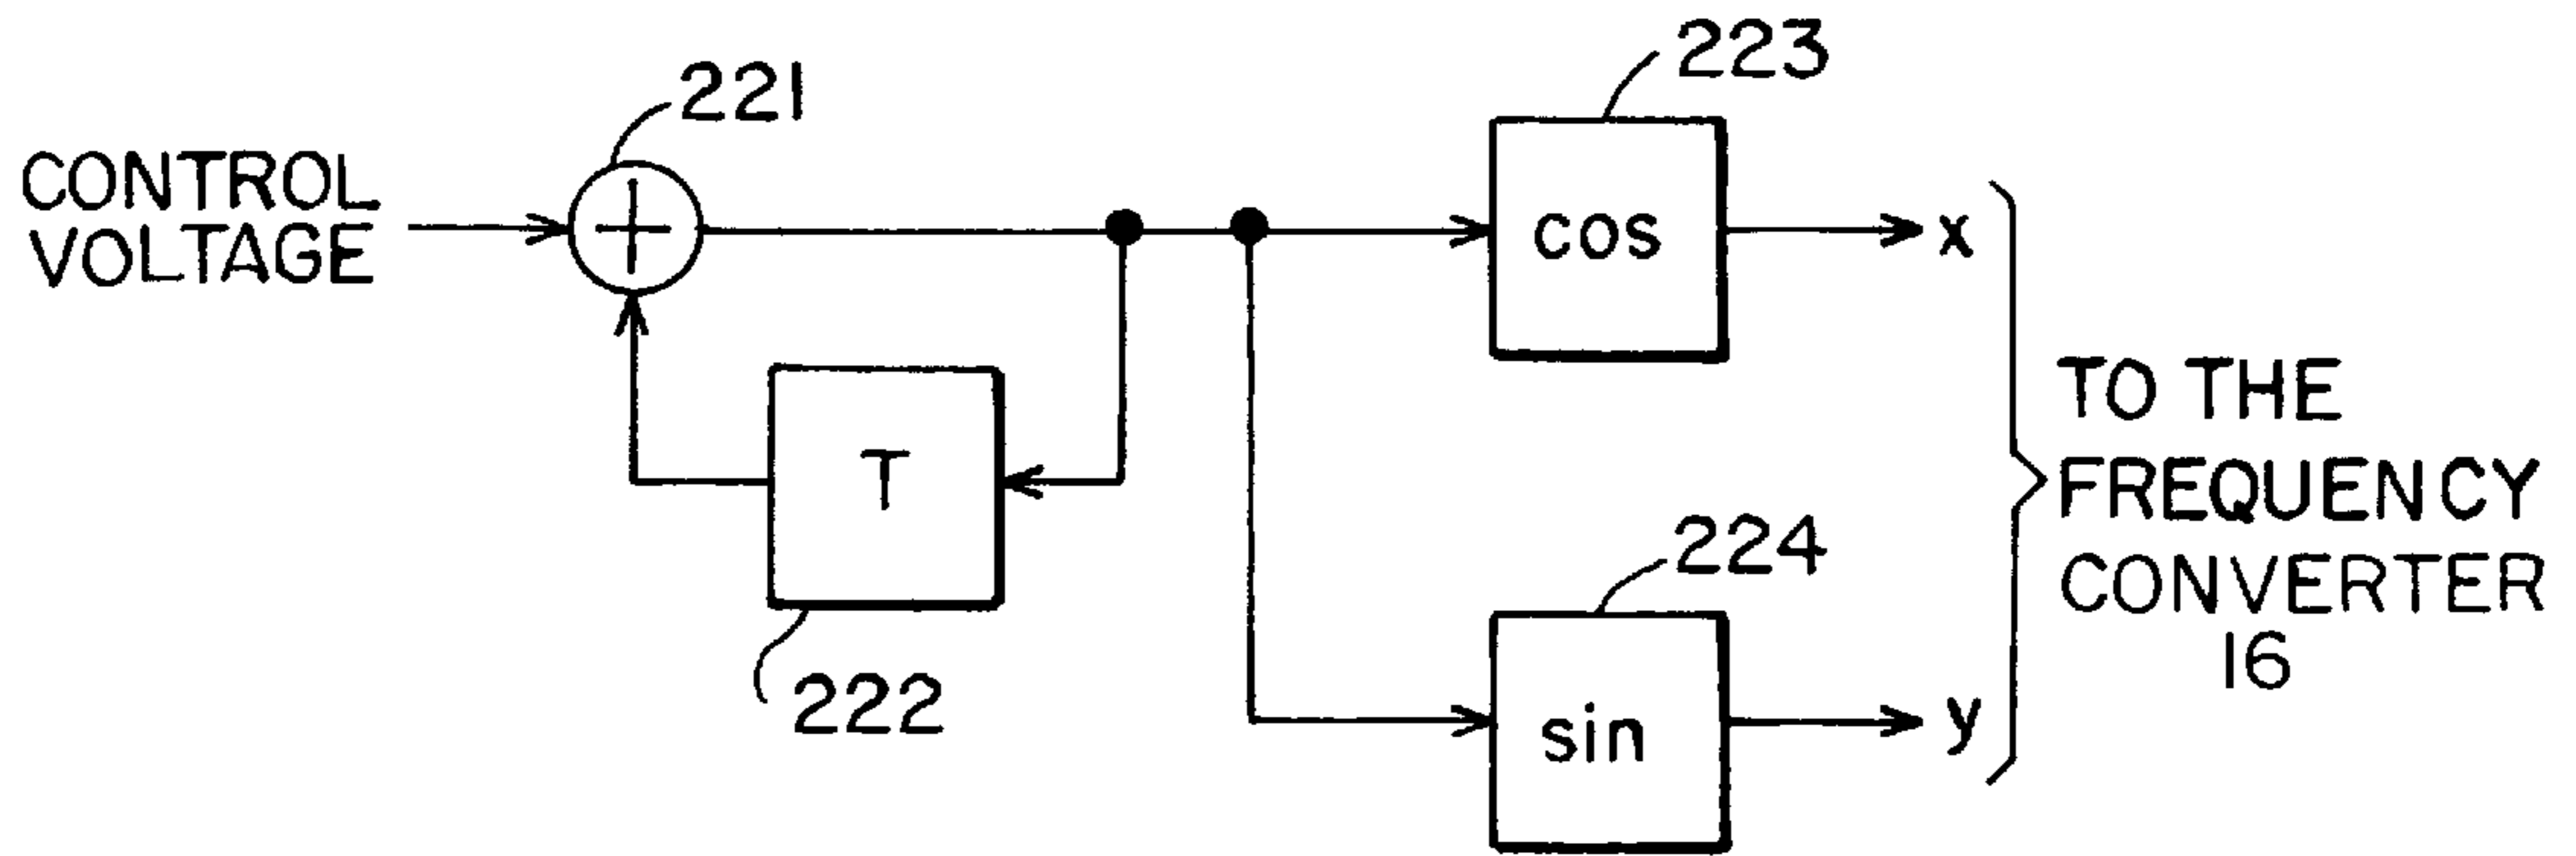 221
CONTROL
VOLTAGE
223
cos
x
T
222
224
sin
y
TO THE
FREQUENCY
CONVERTER
16